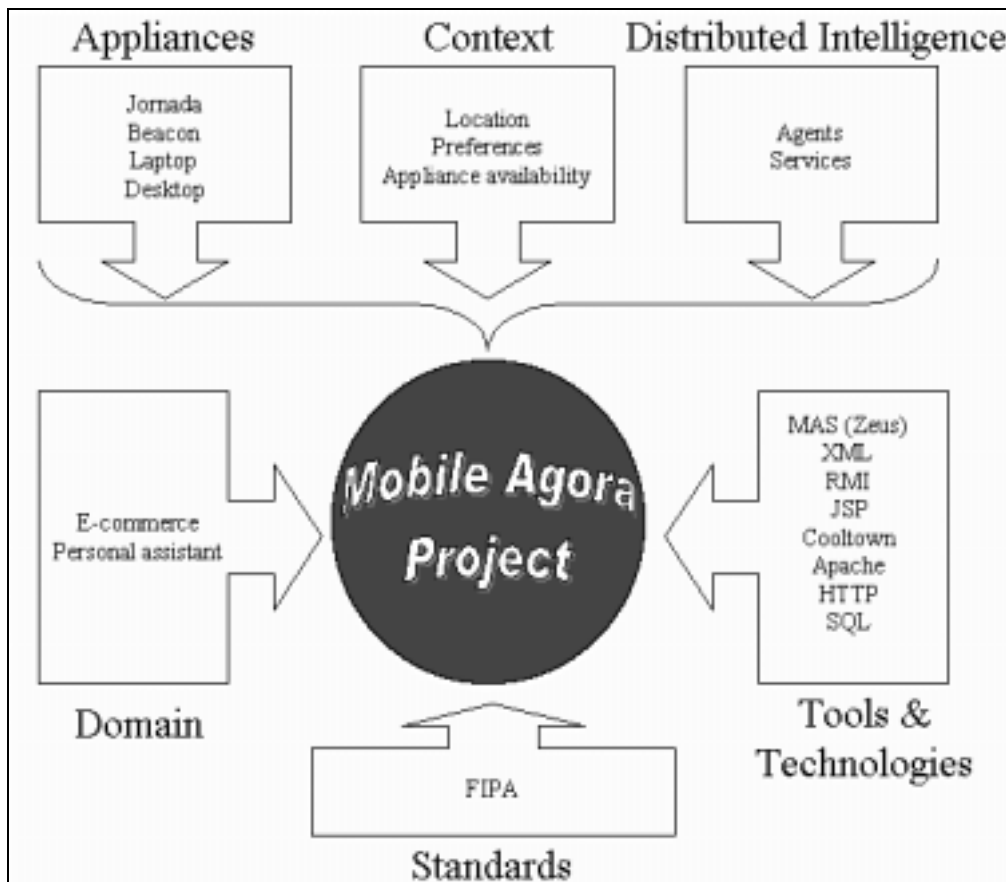 Appliances
Context
Distributed Intelligence
Jornada
Beacon
Laptop
Desktop
Location
Preferences
Appliance availability
Agents
Services
Mobile Agora
Project
E-commerce
Personal assistant
Domain
MAS (Zeus)
XML
RMI
JSP
Cooltown
Apache
HTTP
SQL
Tools &
Technologies
FIPA
Standards